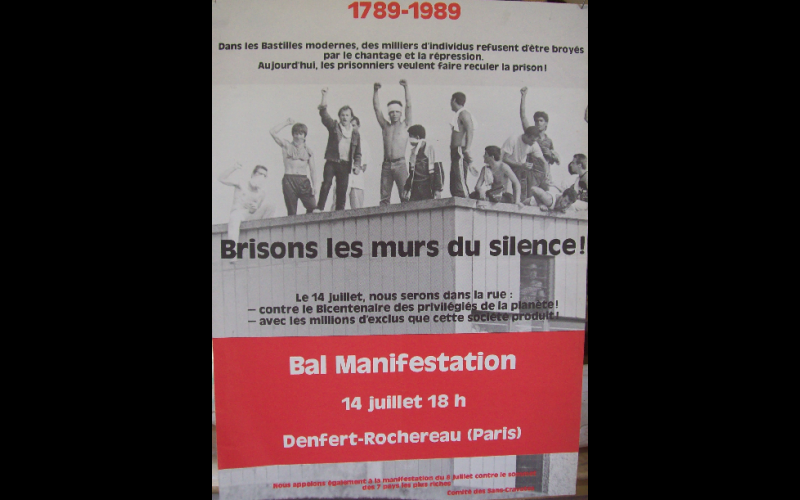 1789-1989
Dans les Bastilles modernes, des milliers d'individus refusent d'être broyés
par le chantage et la répression.
Aujourd'hui, les prisonniers veulent faire reculer la prison!
Brisons les murs du silence!
Le 14 juillet, nous serons dans la rue :
— contre le Bicentenaire des privilégiés de la planète!
— avec les millions d'exclus que cette société produit!
Bal Manifestation
14 juillet 18 h
Denfert-Rochereau (Paris)
Nous appelons également à la manifestation du 8 juillet contre le sommet
des 7 pays les plus riches
Comité des Sans-Cravates